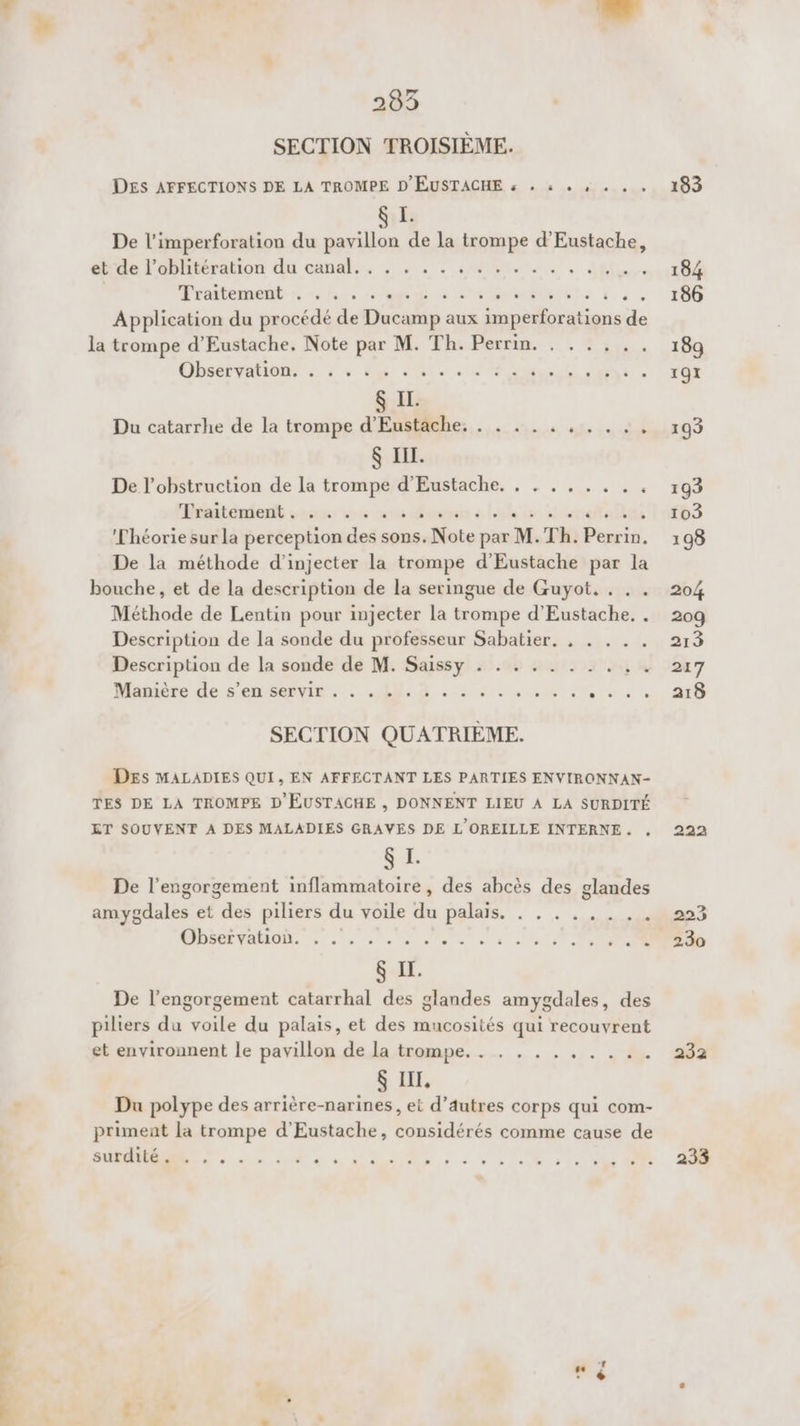 283
SECTION TROISIÈME.
DES AFFECTIONS DE LA TROMPE D'EUSTACHE . . . . . . . 183
§ I.
De l'imperforation du pavillon de la trompe d'Eustache,
et de l'oblitération du canal. . . . . . . . . . . . . . . . 184
Traitement . . . . . . . . . . . . . . . . . . . . 186
Application du procédé de Ducamp aux imperforations de
la trompe d'Eustache. Note par M. Th. Perrin. . . . . . . 189
Observation. . . . . . . . . . . . . . . . . . . . 191
§ II.
Du catarrhe de la trompe d'Eustache. . . . . . . . . . . 193
§ III.
De l'obstruction de la trompe d'Eustache. . . . . . . . . 193
Traitement . . . . . . . . . . . . . . . . . . . . 103
Théorie sur la perception des sons. Note par M. Th. Perrin. 198
De la méthode d'injecter la trompe d'Eustache par la
bouche, et de la description de la seringue de Guyot. . . . 204
Méthode de Lentin pour injecter la trompe d'Eustache. . 209
Description de la sonde du professeur Sabatier. . . . . . 213
Description de la sonde de M. Saissy . . . . . . . . . . 217
Manière de s'en servir . . . . . . . . . . . . . . . . . 218
SECTION QUATRIÈME.
DES MALADIES QUI, EN AFFECTANT LES PARTIES ENVIRONNAN-
TES DE LA TROMPE D'EUSTACHE, DONNENT LIEU A LA SURDITÉ
ET SOUVENT A DES MALADIES GRAVES DE L'OREILLE INTERNE. . 222
§ I.
De l'engorgement inflammatoire, des abcès des glandes
amygdales et des piliers du voile du palais. . . . . . . . . 223
Observation. . . . . . . . . . . . . . . . . . . . 230
§ II.
De l'engorgement catarrhal des glandes amygdales, des
piliers du voile du palais, et des mucosités qui recouvrent
et environnent le pavillon de la trompe. . . . . . . . . . 232
§ III.
Du polype des arrière-narines, et d'autres corps qui com-
priment la trompe d'Eustache, considérés comme cause de
surdité . . . . . . . . . . . . . . . . . . . . . . . . 233